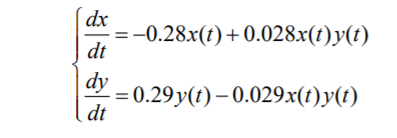 dx/dt = −0.28x(t) + 0.028x(t)y(t)
dy/dt = 0.29y(t) − 0.029x(t)y(t)